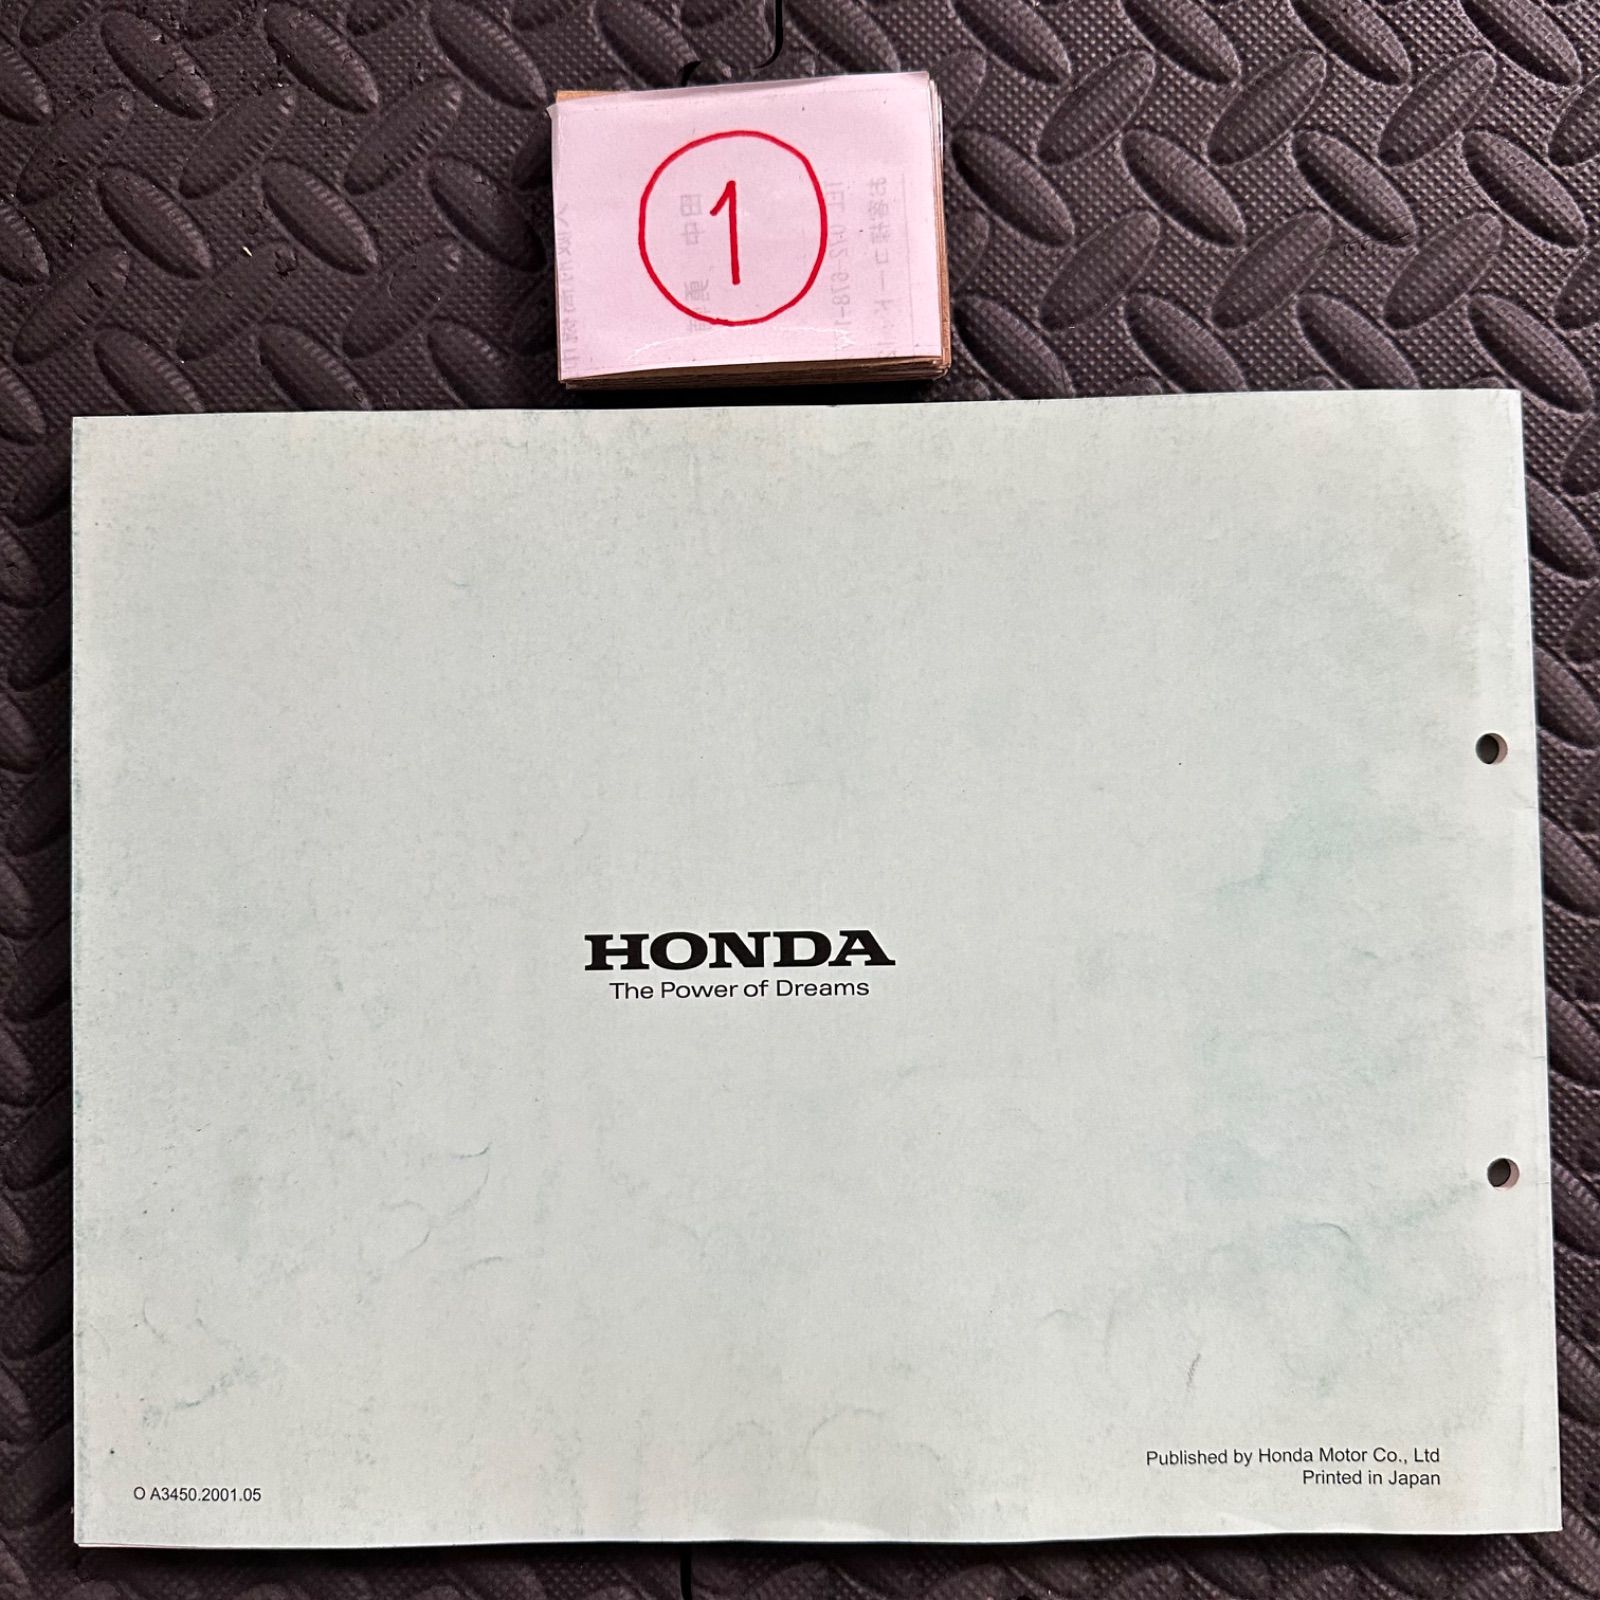 1
HONDA
The Power of Dreams
Published by Honda Motor Co., Ltd
Printed in Japan
O A3450.2001.05